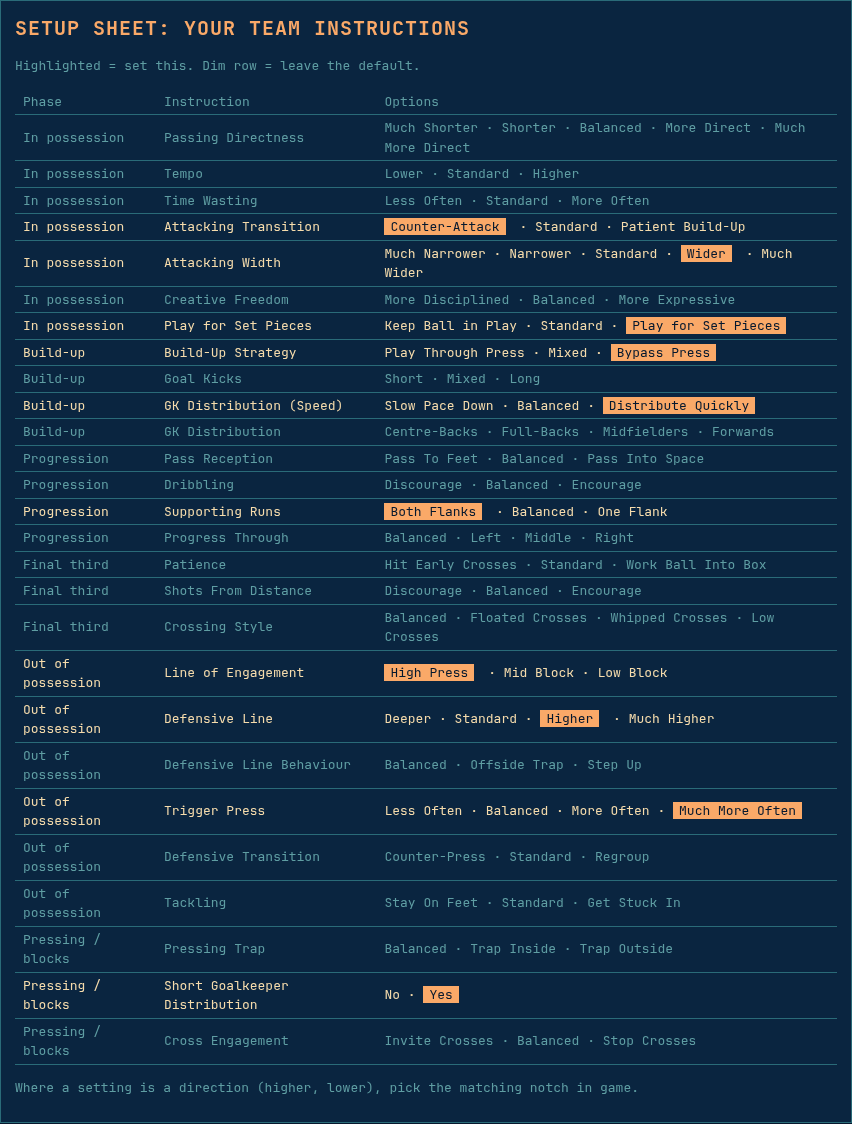 SETUP SHEET: YOUR TEAM INSTRUCTIONS
Highlighted = set this. Dim row = leave the default.
Phase Instruction Options
In possession Passing Directness Much Shorter · Shorter · Balanced · More Direct · Much
More Direct
In possession Tempo Lower · Standard · Higher
In possession Time Wasting Less Often · Standard · More Often
In possession Attacking Transition Counter-Attack · Standard · Patient Build-Up
In possession Attacking Width Much Narrower · Narrower · Standard · Wider · Much
Wider
In possession Creative Freedom More Disciplined · Balanced · More Expressive
In possession Play for Set Pieces Keep Ball in Play · Standard · Play for Set Pieces
Build-up Build-Up Strategy Play Through Press · Mixed · Bypass Press
Build-up Goal Kicks Short · Mixed · Long
Build-up GK Distribution (Speed) Slow Pace Down · Balanced · Distribute Quickly
Build-up GK Distribution Centre-Backs · Full-Backs · Midfielders · Forwards
Progression Pass Reception Pass To Feet · Balanced · Pass Into Space
Progression Dribbling Discourage · Balanced · Encourage
Progression Supporting Runs Both Flanks · Balanced · One Flank
Progression Progress Through Balanced · Left · Middle · Right
Final third Patience Hit Early Crosses · Standard · Work Ball Into Box
Final third Shots From Distance Discourage · Balanced · Encourage
Final third Crossing Style Balanced · Floated Crosses · Whipped Crosses · Low
Crosses
Out of
possession Line of Engagement High Press · Mid Block · Low Block
Out of
possession Defensive Line Deeper · Standard · Higher · Much Higher
Out of
possession Defensive Line Behaviour Balanced · Offside Trap · Step Up
Out of
possession Trigger Press Less Often · Balanced · More Often · Much More Often
Out of
possession Defensive Transition Counter-Press · Standard · Regroup
Out of
possession Tackling Stay On Feet · Standard · Get Stuck In
Pressing /
blocks Pressing Trap Balanced · Trap Inside · Trap Outside
Pressing /
blocks Short Goalkeeper
Distribution No · Yes
Pressing /
blocks Cross Engagement Invite Crosses · Balanced · Stop Crosses
Where a setting is a direction (higher, lower), pick the matching notch in game.